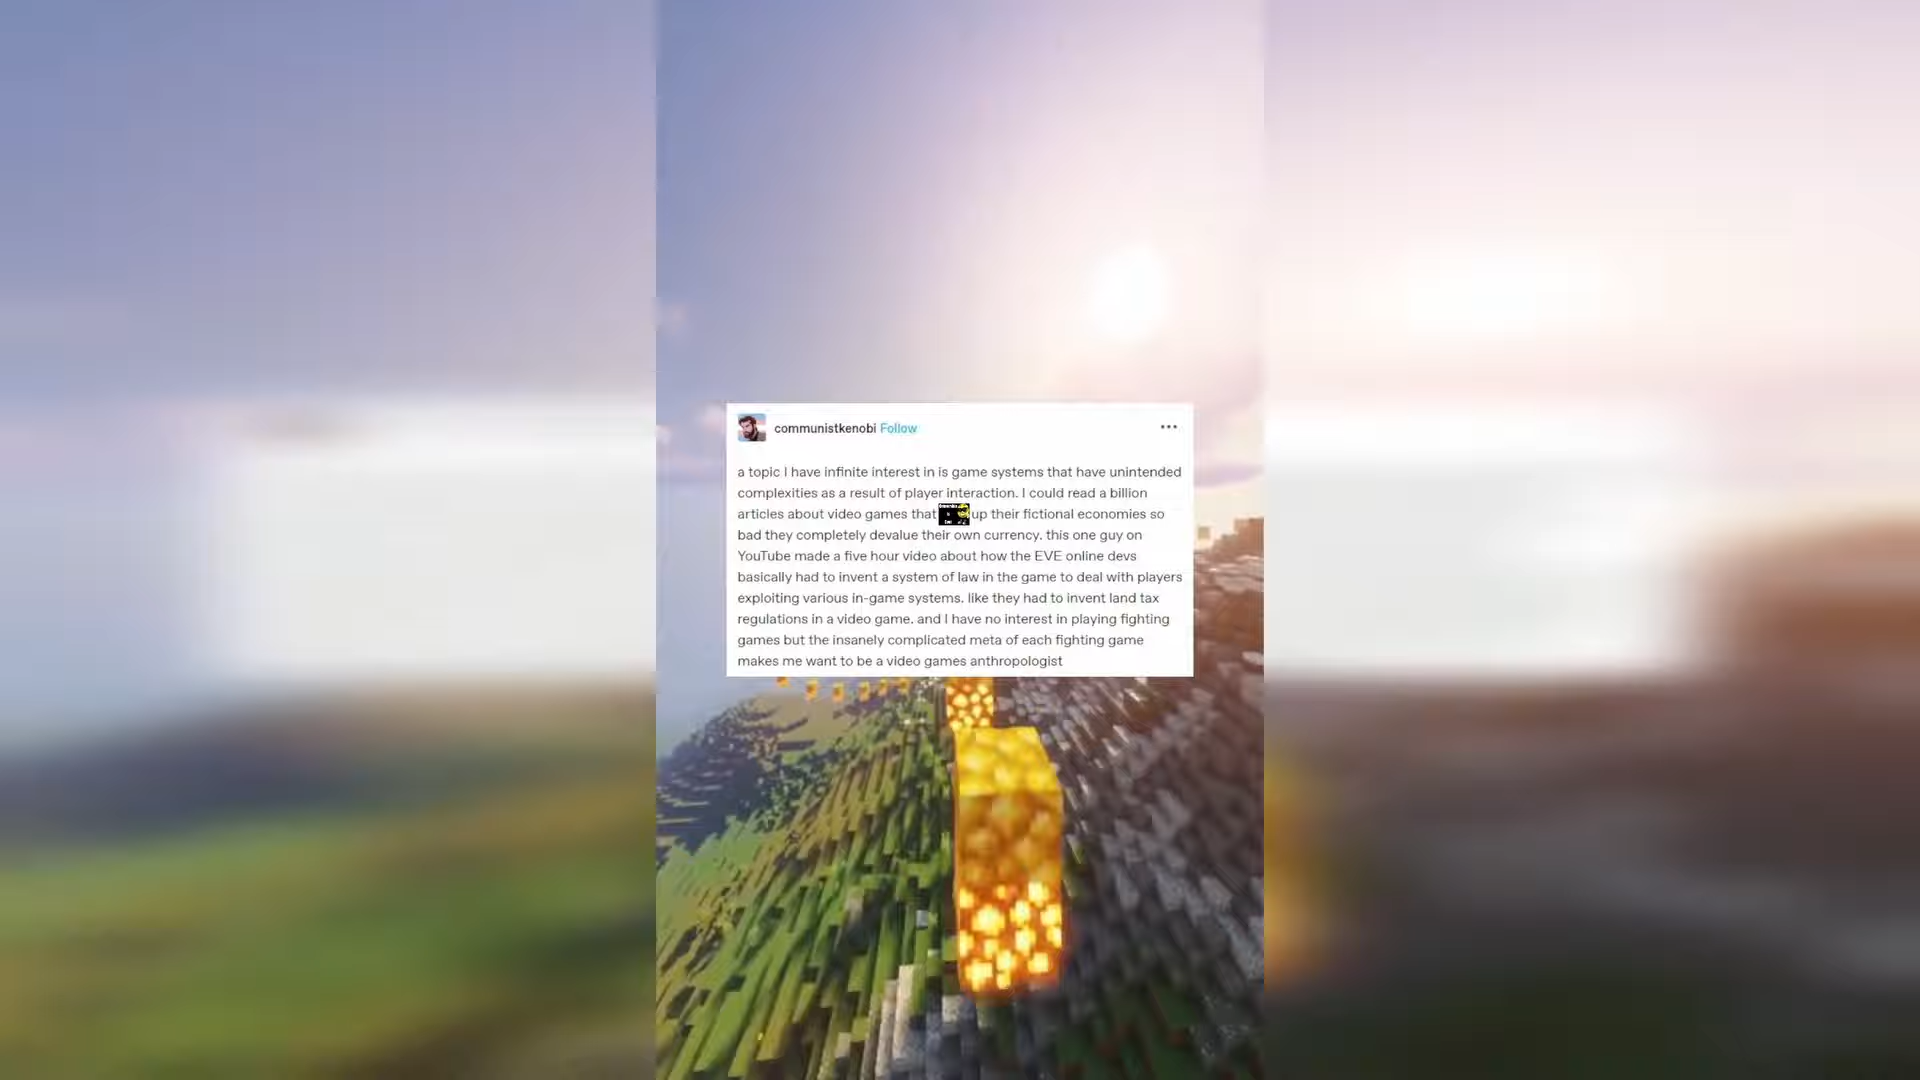 communistkenobi Follow
a topic I have infinite interest in is game systems that have unintended
complexities as a result of player interaction. I could read a billion
articles about video games that up their fictional economies so
bad they completely devalue their own currency. this one guy on
YouTube made a five hour video about how the EVE online devs
basically had to invent a system of law in the game to deal with players
exploiting various in-game systems. like they had to invent land tax
regulations in a video game. and I have no interest in playing fighting
games but the insanely complicated meta of each fighting game
makes me want to be a video games anthropologist